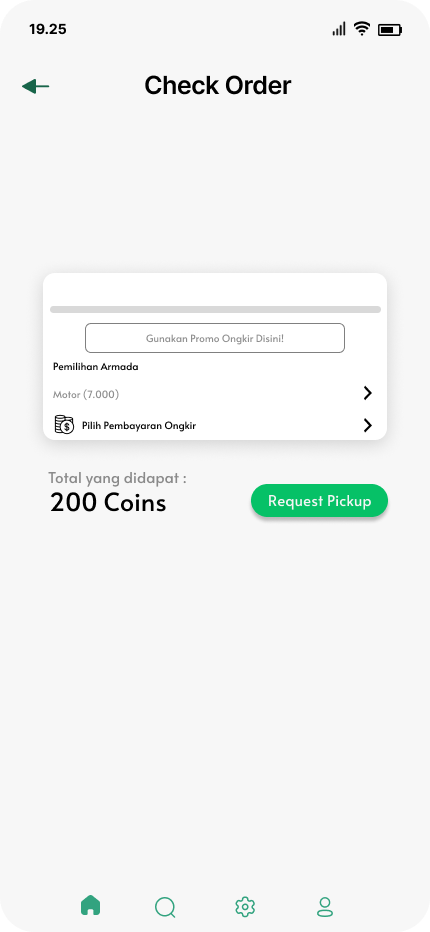 19.25
Check Order
Gunakan Promo Ongkir Disini!
Pemilihan Armada
Motor (7.000)
$ Pilih Pembayaran Ongkir
Total yang didapat :
200 Coins
Request Pickup